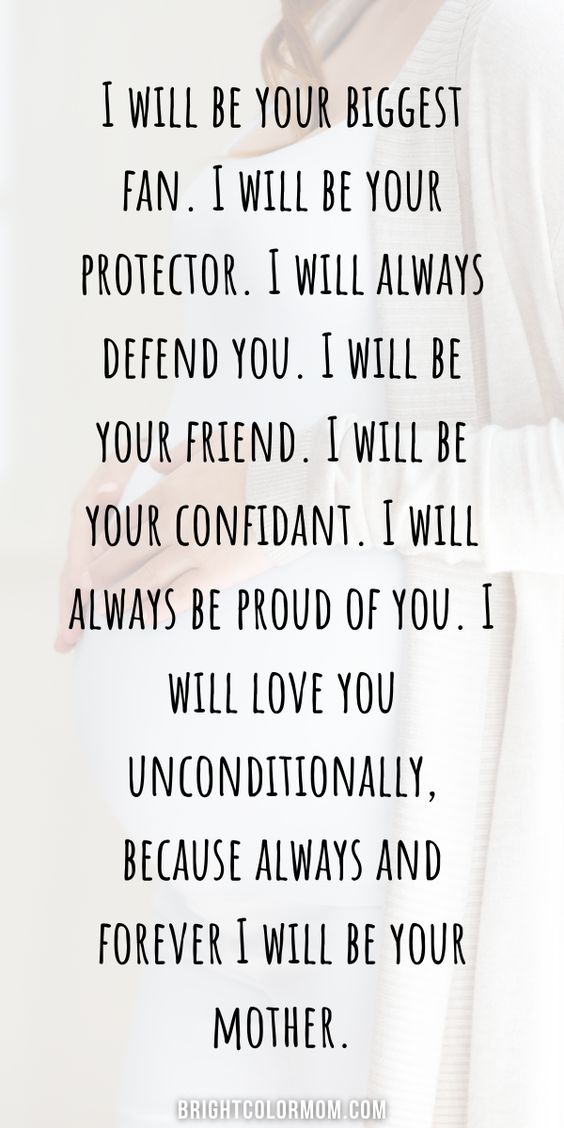 I WILL BE YOUR BIGGEST
FAN. I WILL BE YOUR
PROTECTOR. I WILL ALWAYS
DEFEND YOU. I WILL BE
YOUR FRIEND. I WILL BE
YOUR CONFIDANT. I WILL
ALWAYS BE PROUD OF YOU. I
WILL LOVE YOU
UNCONDITIONALLY,
BECAUSE ALWAYS AND
FOREVER I WILL BE YOUR
MOTHER.
BRIGHTCOLORMOM.COM